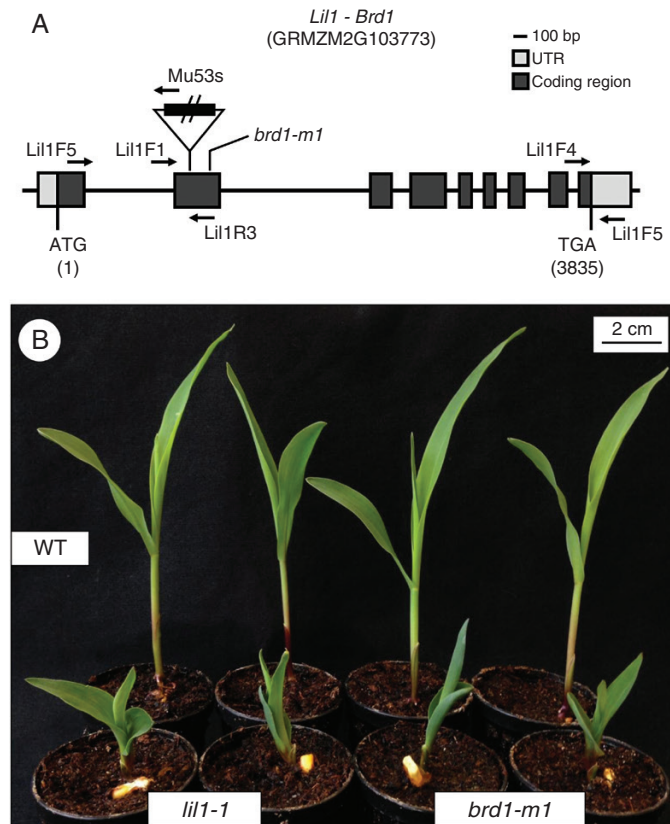 A
Lil1 - Brd1
(GRMZM2G103773)
100 bp
UTR
Coding region
Mu53s
brd1-m1
Lil1F5
Lil1F1
Lil1F4
Lil1R3
Lil1F5
ATG
(1)
TGA
(3835)
B
2 cm
WT
lil1-1
brd1-m1